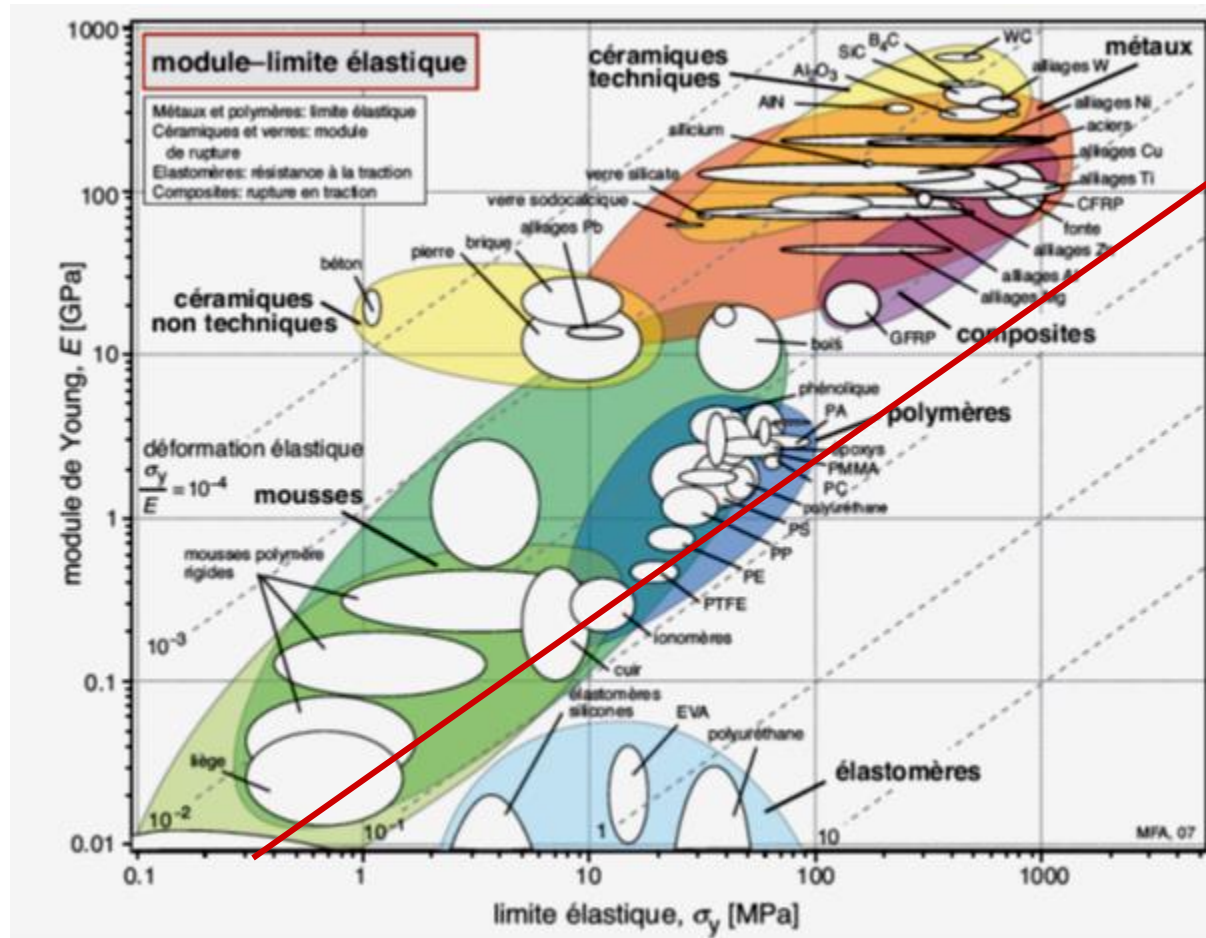 module–limite élastique
Métaux et polymères: limite élastique
Céramiques et verres: module
de rupture
Elastomères: résistance à la traction
Composites: rupture en traction
céramiques
techniques
SiC
B₄C
WC
métaux
Al₂O₃
alliages W
AlN
alliages Ni
aciers
silicium
alliages Cu
verre silicate
alliages Ti
verre sodocalcique
CFRP
alliages Pb
fonte
brique
alliages Zn
pierre
alliages Al
béton
alliages Mg
céramiques
non techniques
composites
GFRP
bois
phénolique
PA
polymères
époxys
PMMA
PC
polyuréthane
PS
PP
PE
PTFE
ionomères
cuir
déformation élastique
σy
E
=10⁻⁴
mousses
mousses polymère
rigides
10⁻³
élastomères
silicones
EVA
polyuréthane
liège
élastomères
10⁻²
10⁻¹
1
10
MFA, 07
1000
100
10
1
0.1
0.01
module de Young, E [GPa]
0.1
1
10
100
1000
limite élastique, σy [MPa]